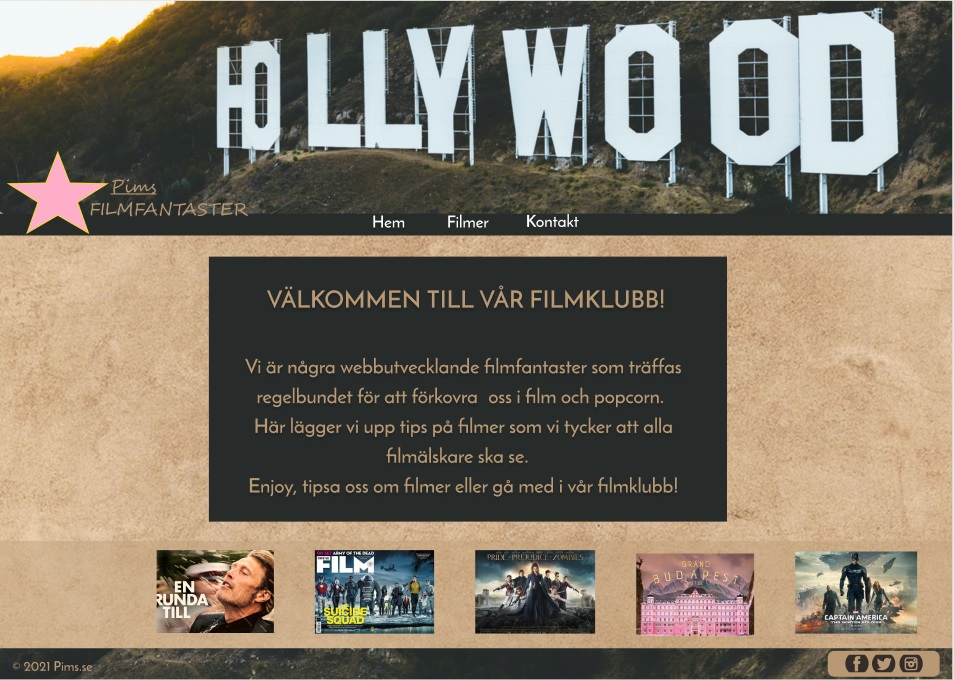 HOLLYWOOD
Pims
FILMFANTASTER
Hem Filmer Kontakt
VÄLKOMMEN TILL VÅR FILMKLUBB!
Vi är några webbutvecklande filmfantaster som träffas
regelbundet för att förkovra oss i film och popcorn.
Här lägger vi upp tips på filmer som vi tycker att alla
filmälskare ska se.
Enjoy, tipsa oss om filmer eller gå med i vår filmklubb!
EN
RUNDA
TILL
ARMY OF THE DEAD
FILM
SUICIDE
SQUAD
PRIDE PREJUDICE ZOMBIES
GRAND
BUDAPEST
CAPTAIN AMERICA
© 2021 Pims.se